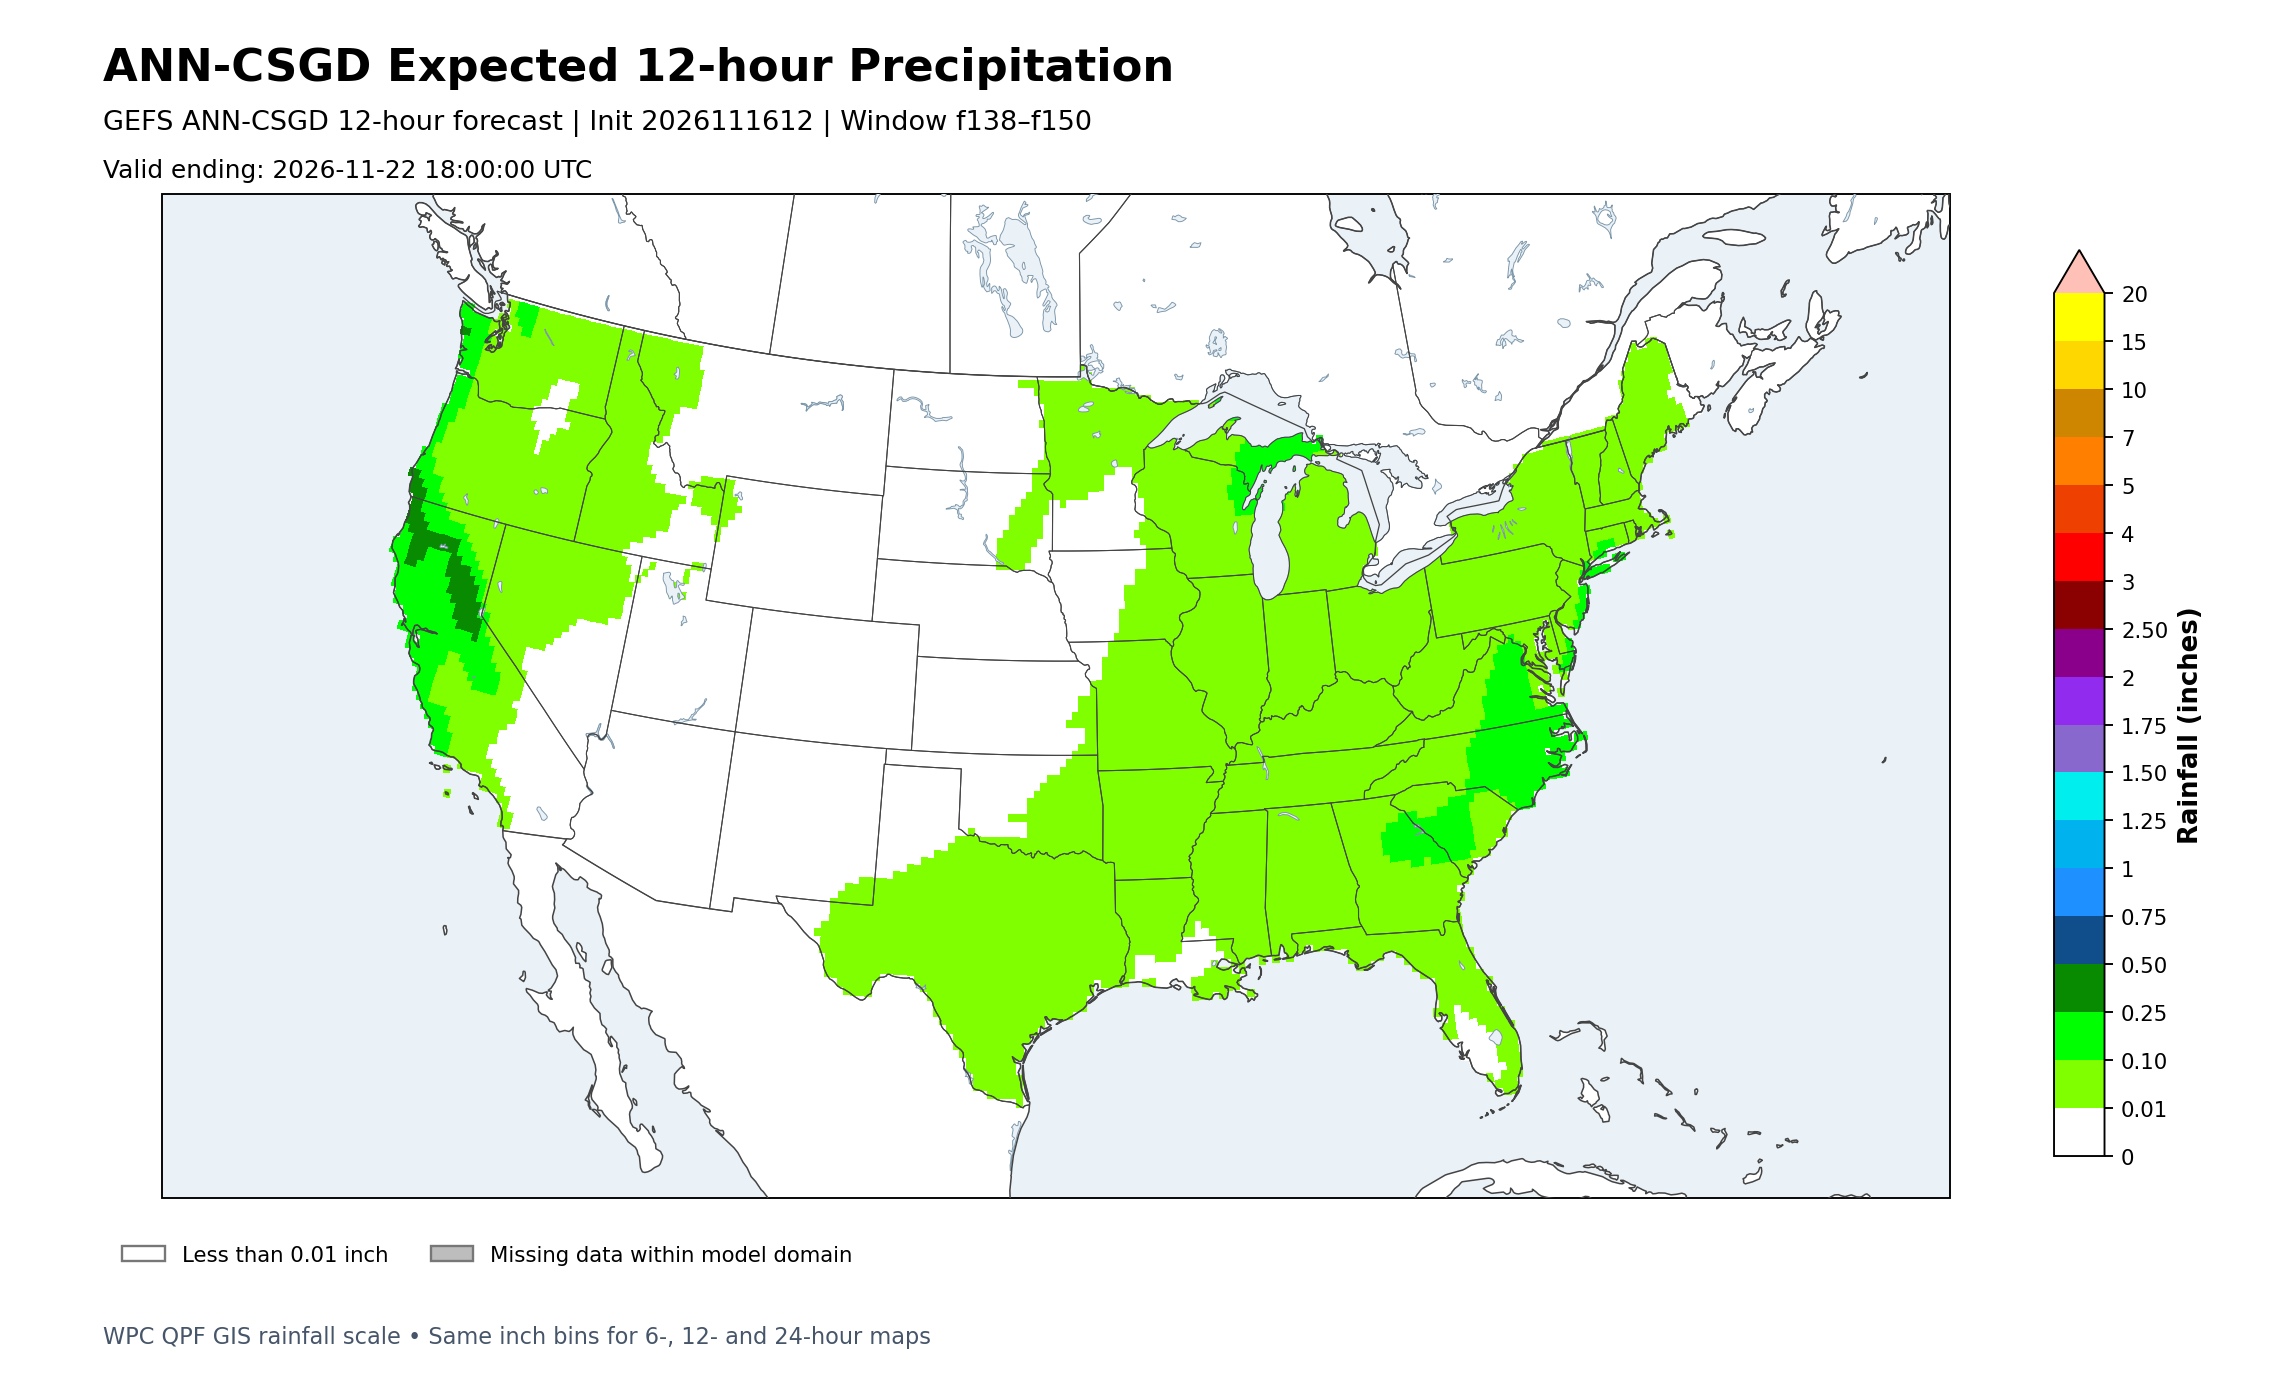 ANN-CSGD Expected 12-hour Precipitation
GEFS ANN-CSGD 12-hour forecast | Init 2026111612 | Window f138–f150
Valid ending: 2026-11-22 18:00:00 UTC
20
15
10
7
5
4
3
2.50
2
1.75
1.50
1.25
1
0.75
0.50
0.25
0.10
0.01
0
Rainfall (inches)
Less than 0.01 inch
Missing data within model domain
WPC QPF GIS rainfall scale • Same inch bins for 6-, 12- and 24-hour maps